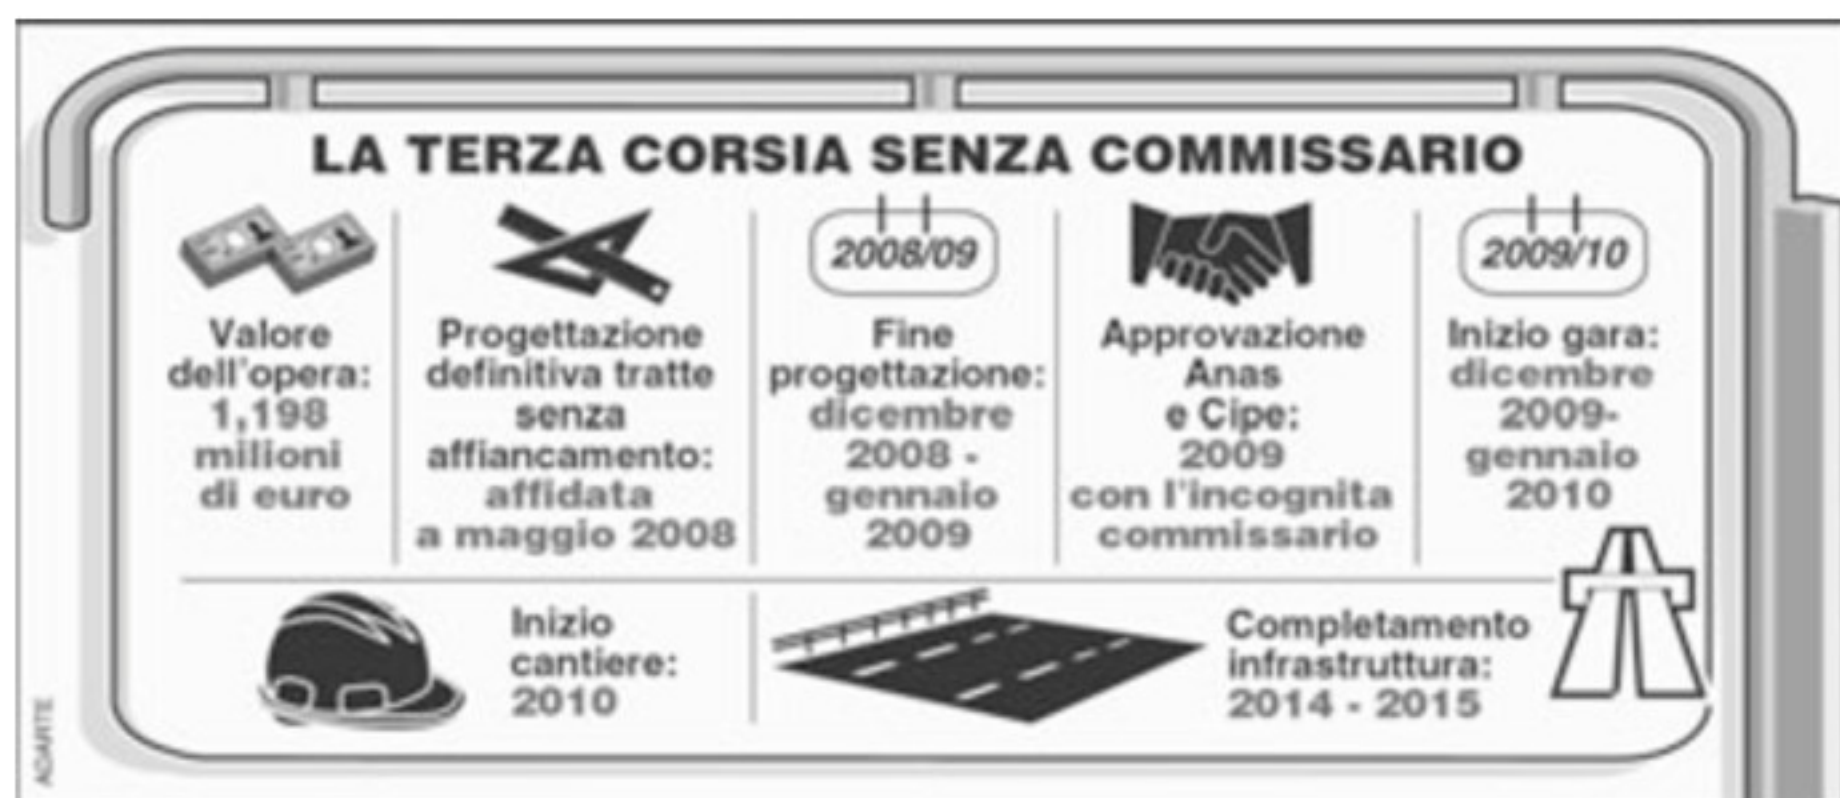 LA TERZA CORSIA SENZA COMMISSARIO
Valore
dell'opera:
1,198
milioni
di euro
Progettazione
definitiva tratte
senza
affiancamento:
affidata
a maggio 2008
2008/09
Fine
progettazione:
dicembre
2008 -
gennaio
2009
Approvazione
Anas
e Cipe:
2009
con l'incognita
commissario
2009/10
Inizio gara:
dicembre
2009-
gennaio
2010
Inizio
cantiere:
2010
Completamento
infrastruttura:
2014 - 2015
ADARTE